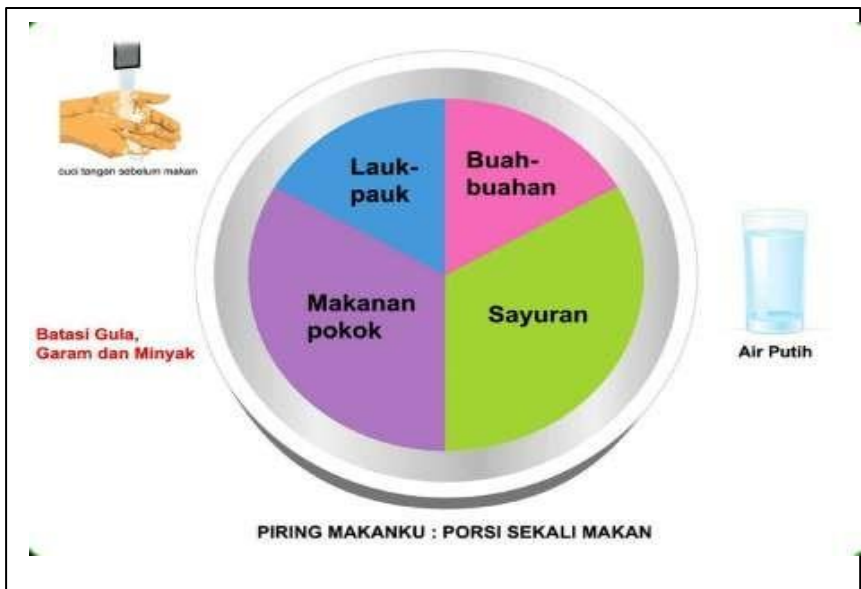 cuci tangan sebelum makan
Lauk-
pauk
Buah-
buahan
Makanan
pokok
Sayuran
Batasi Gula,
Garam dan Minyak
Air Putih
PIRING MAKANKU : PORSI SEKALI MAKAN